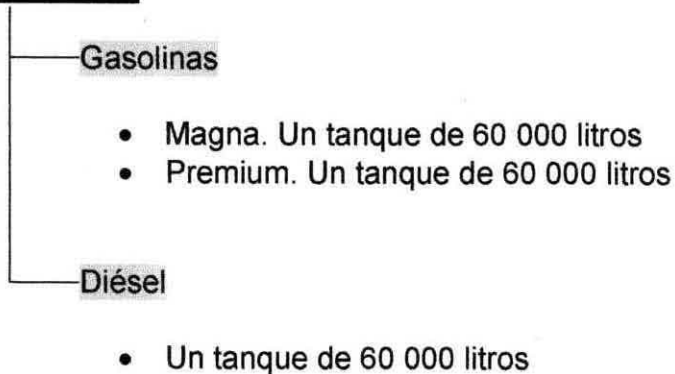 Gasolinas
• Magna. Un tanque de 60 000 litros
• Premium. Un tanque de 60 000 litros
Diésel
• Un tanque de 60 000 litros